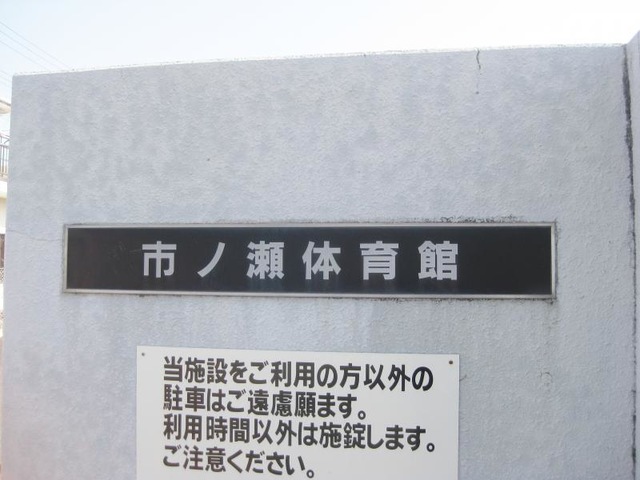 市ノ瀬体育館
当施設をご利用の方以外の
駐車はご遠慮願ます。
利用時間以外は施錠します。
ご注意ください。